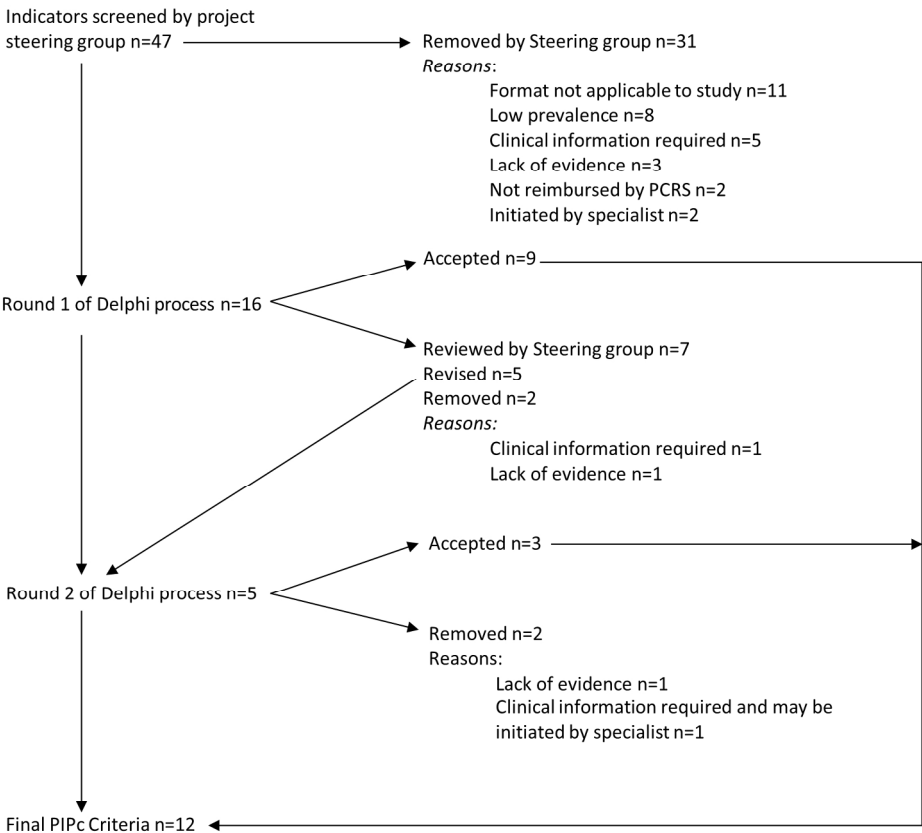 Indicators screened by project
steering group n=47
Removed by Steering group n=31
Reasons:
Format not applicable to study n=11
Low prevalence n=8
Clinical information required n=5
Lack of evidence n=3
Not reimbursed by PCRS n=2
Initiated by specialist n=2
Accepted n=9
Round 1 of Delphi process n=16
Reviewed by Steering group n=7
Revised n=5
Removed n=2
Reasons:
Clinical information required n=1
Lack of evidence n=1
Accepted n=3
Round 2 of Delphi process n=5
Removed n=2
Reasons:
Lack of evidence n=1
Clinical information required and may be
initiated by specialist n=1
Final PIPc Criteria n=12